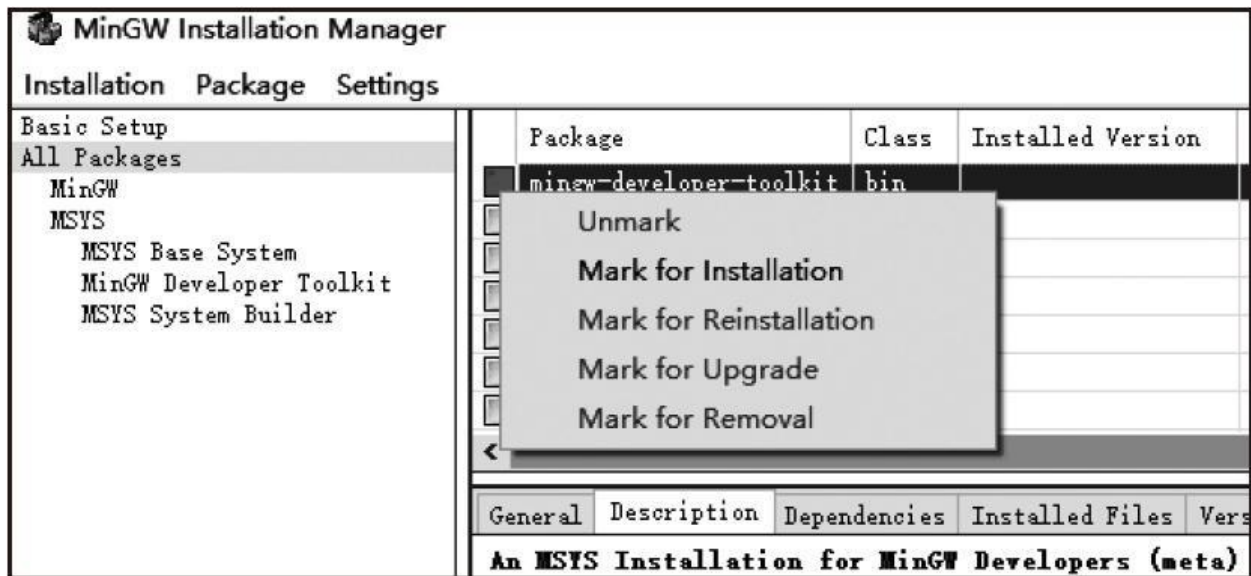 MinGW Installation Manager
Installation Package Settings
Basic Setup
All Packages
MinGW
MSYS
MSYS Base System
MinGW Developer Toolkit
MSYS System Builder
Package Class Installed Version
mingw-developer-toolkit bin
Unmark
Mark for Installation
Mark for Reinstallation
Mark for Upgrade
Mark for Removal
General Description Dependencies Installed Files Vers
An MSYS Installation for MinGW Developers (meta)